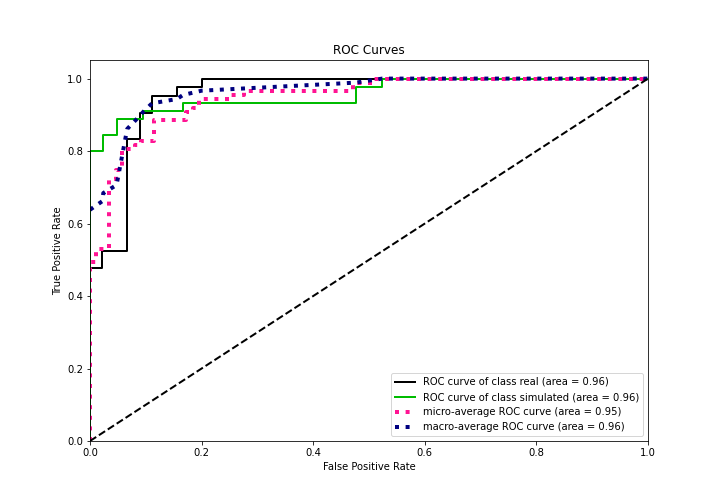 ROC Curves
True Positive Rate
1.0
0.8
0.6
0.4
0.2
0.0
0.0 0.2 0.4 0.6 0.8 1.0
False Positive Rate
ROC curve of class real (area = 0.96)
ROC curve of class simulated (area = 0.96)
micro-average ROC curve (area = 0.95)
macro-average ROC curve (area = 0.96)